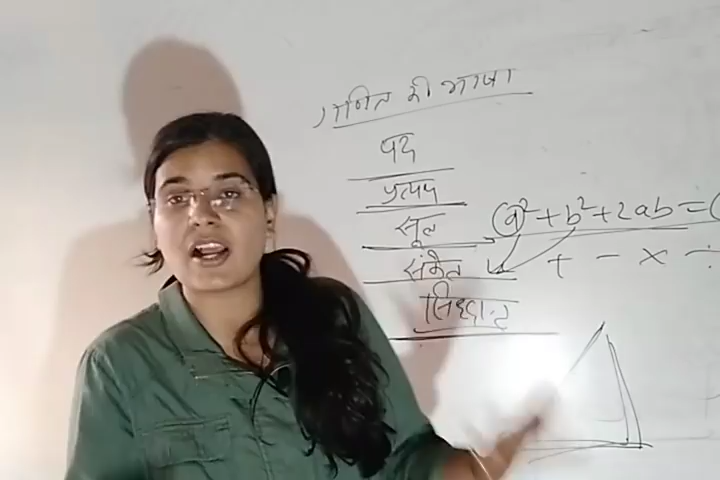 गणित की भाषा
पद
प्रत्यय
सूत्र a² + b² + 2ab = (
संकेत + - × ÷
सिद्धान्त